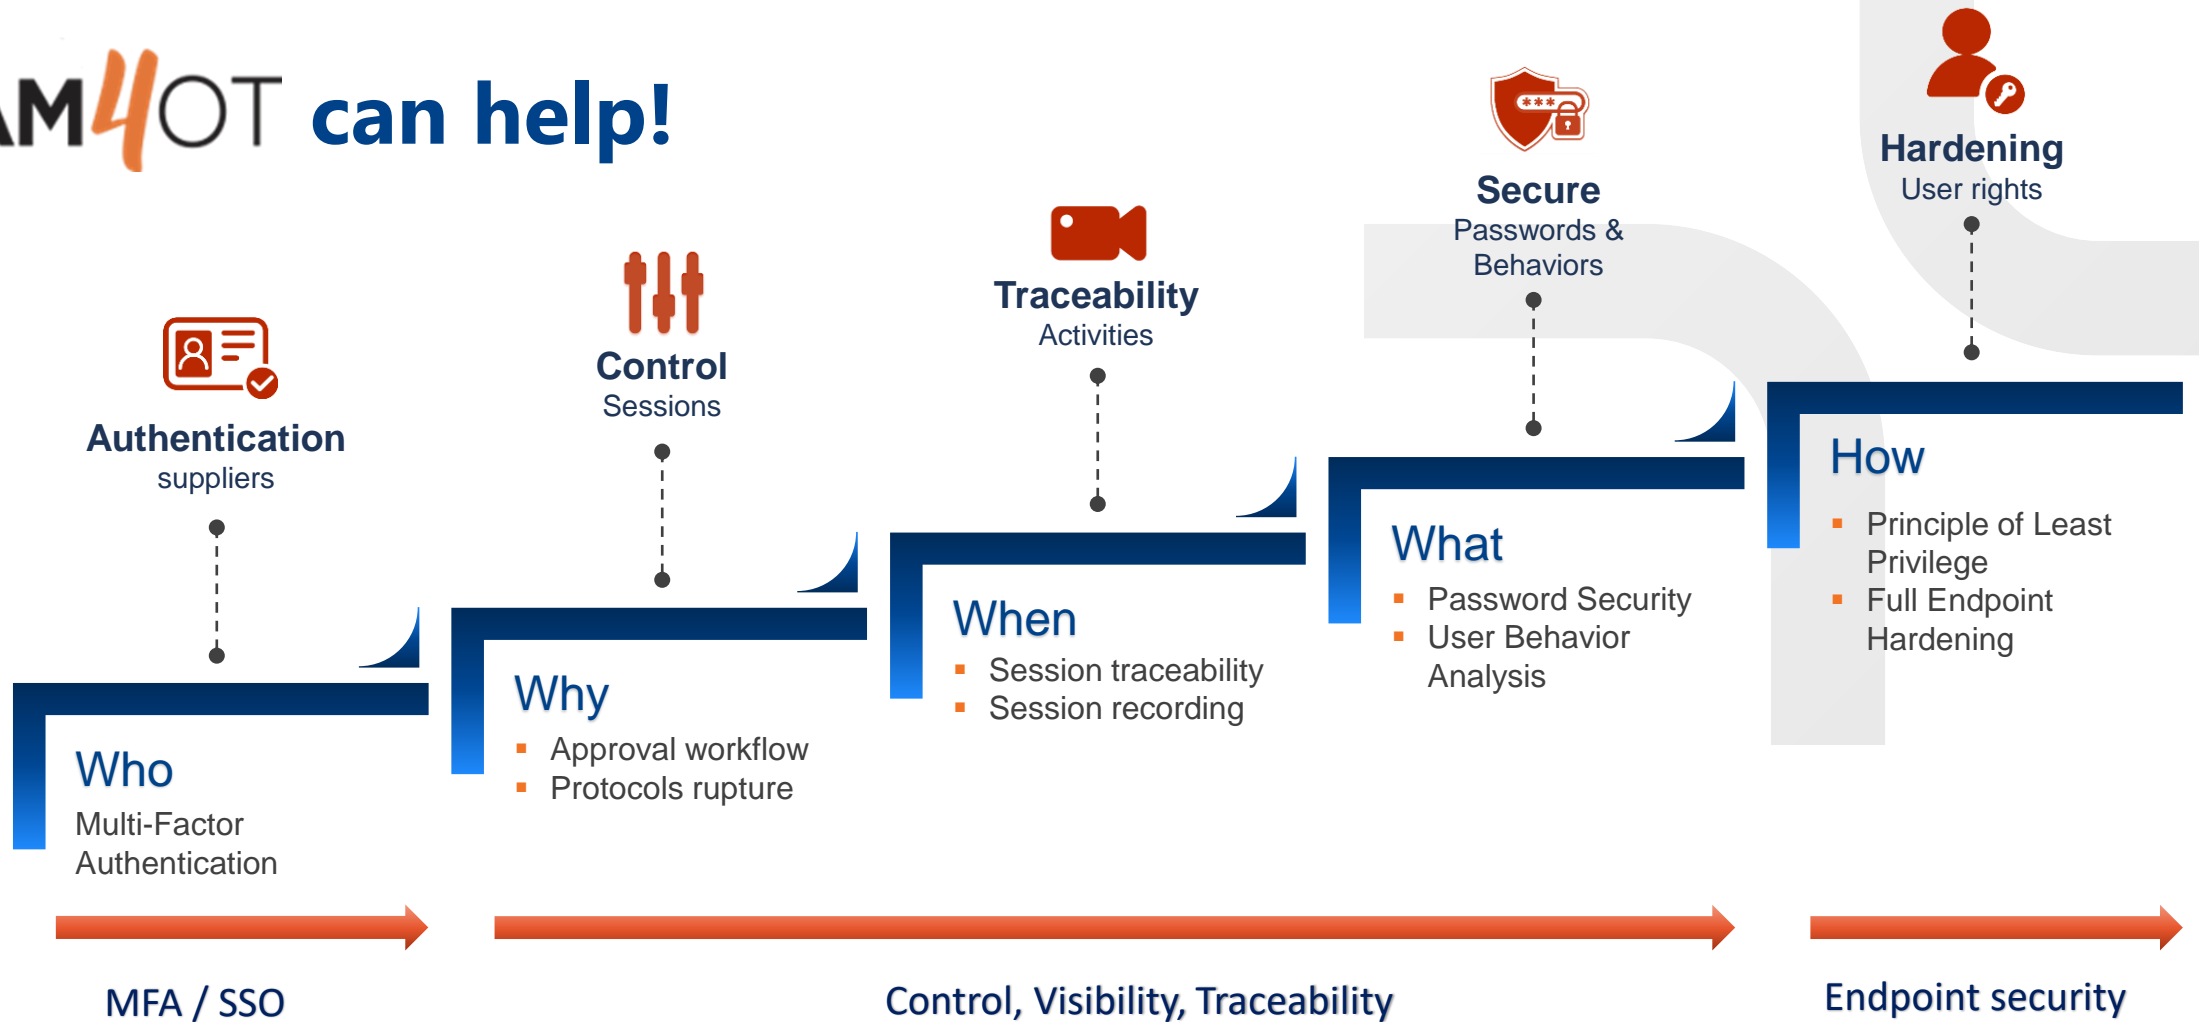 AM4OT can help!
Authentication
suppliers
Control
Sessions
Traceability
Activities
***
Secure
Passwords &
Behaviors
Hardening
User rights
Who
Multi-Factor
Authentication
Why
Approval workflow
Protocols rupture
When
Session traceability
Session recording
What
Password Security
User Behavior
Analysis
How
Principle of Least
Privilege
Full Endpoint
Hardening
MFA / SSO
Control, Visibility, Traceability
Endpoint security